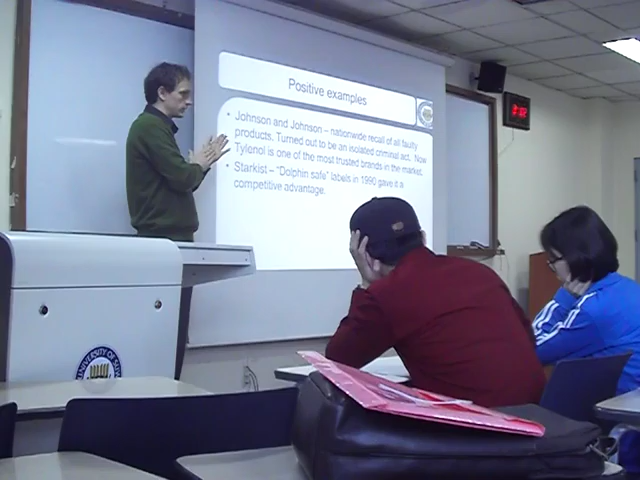 Positive examples
• Johnson and Johnson – nationwide recall of all faulty
products. Turned out to be an isolated criminal act. Now
Tylenol is one of the most trusted brands in the market.
• Starkist – "Dolphin safe" labels in 1990 gave it a
competitive advantage.
UNIVERSITY OF